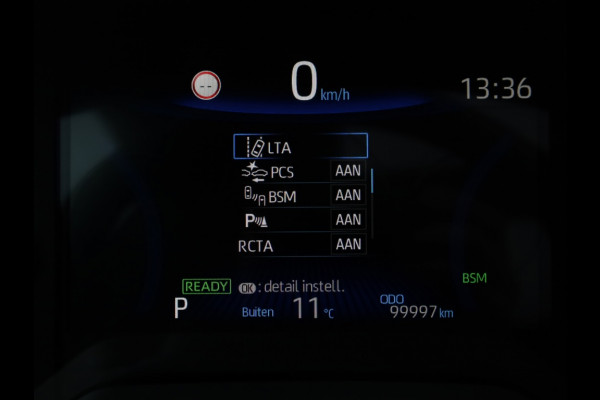 -- 0 km/h 13:36
LTA
PCS AAN
BSM AAN
P AAN
RCTA AAN
READY OK : detail instell. BSM
P Buiten 11 °C ODO
99997 km